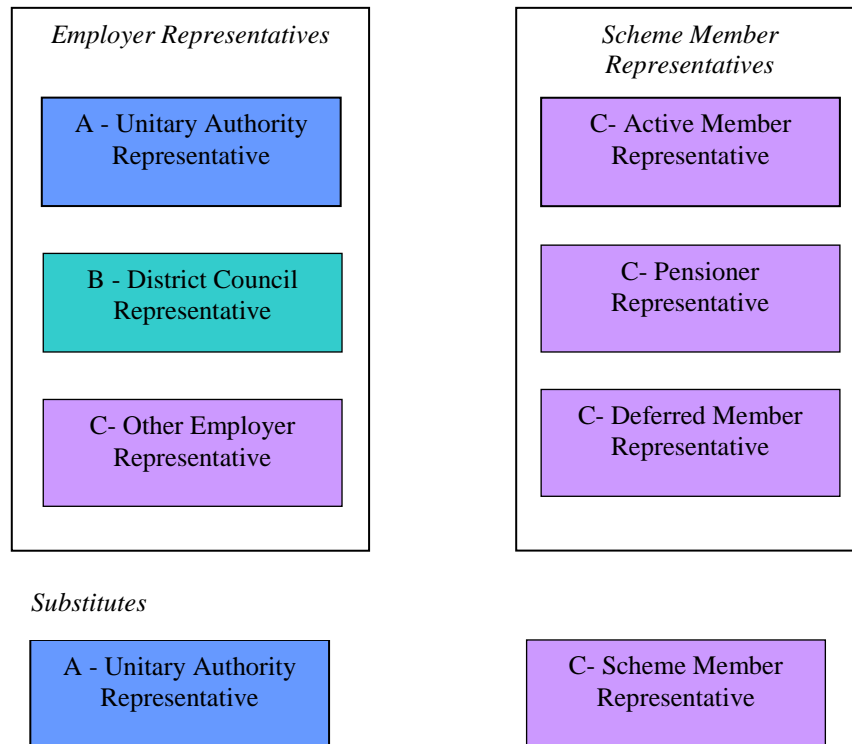 Employer Representatives
A - Unitary Authority
Representative
B - District Council
Representative
C- Other Employer
Representative
Scheme Member
Representatives
C- Active Member
Representative
C- Pensioner
Representative
C- Deferred Member
Representative
Substitutes
A - Unitary Authority
Representative
C- Scheme Member
Representative